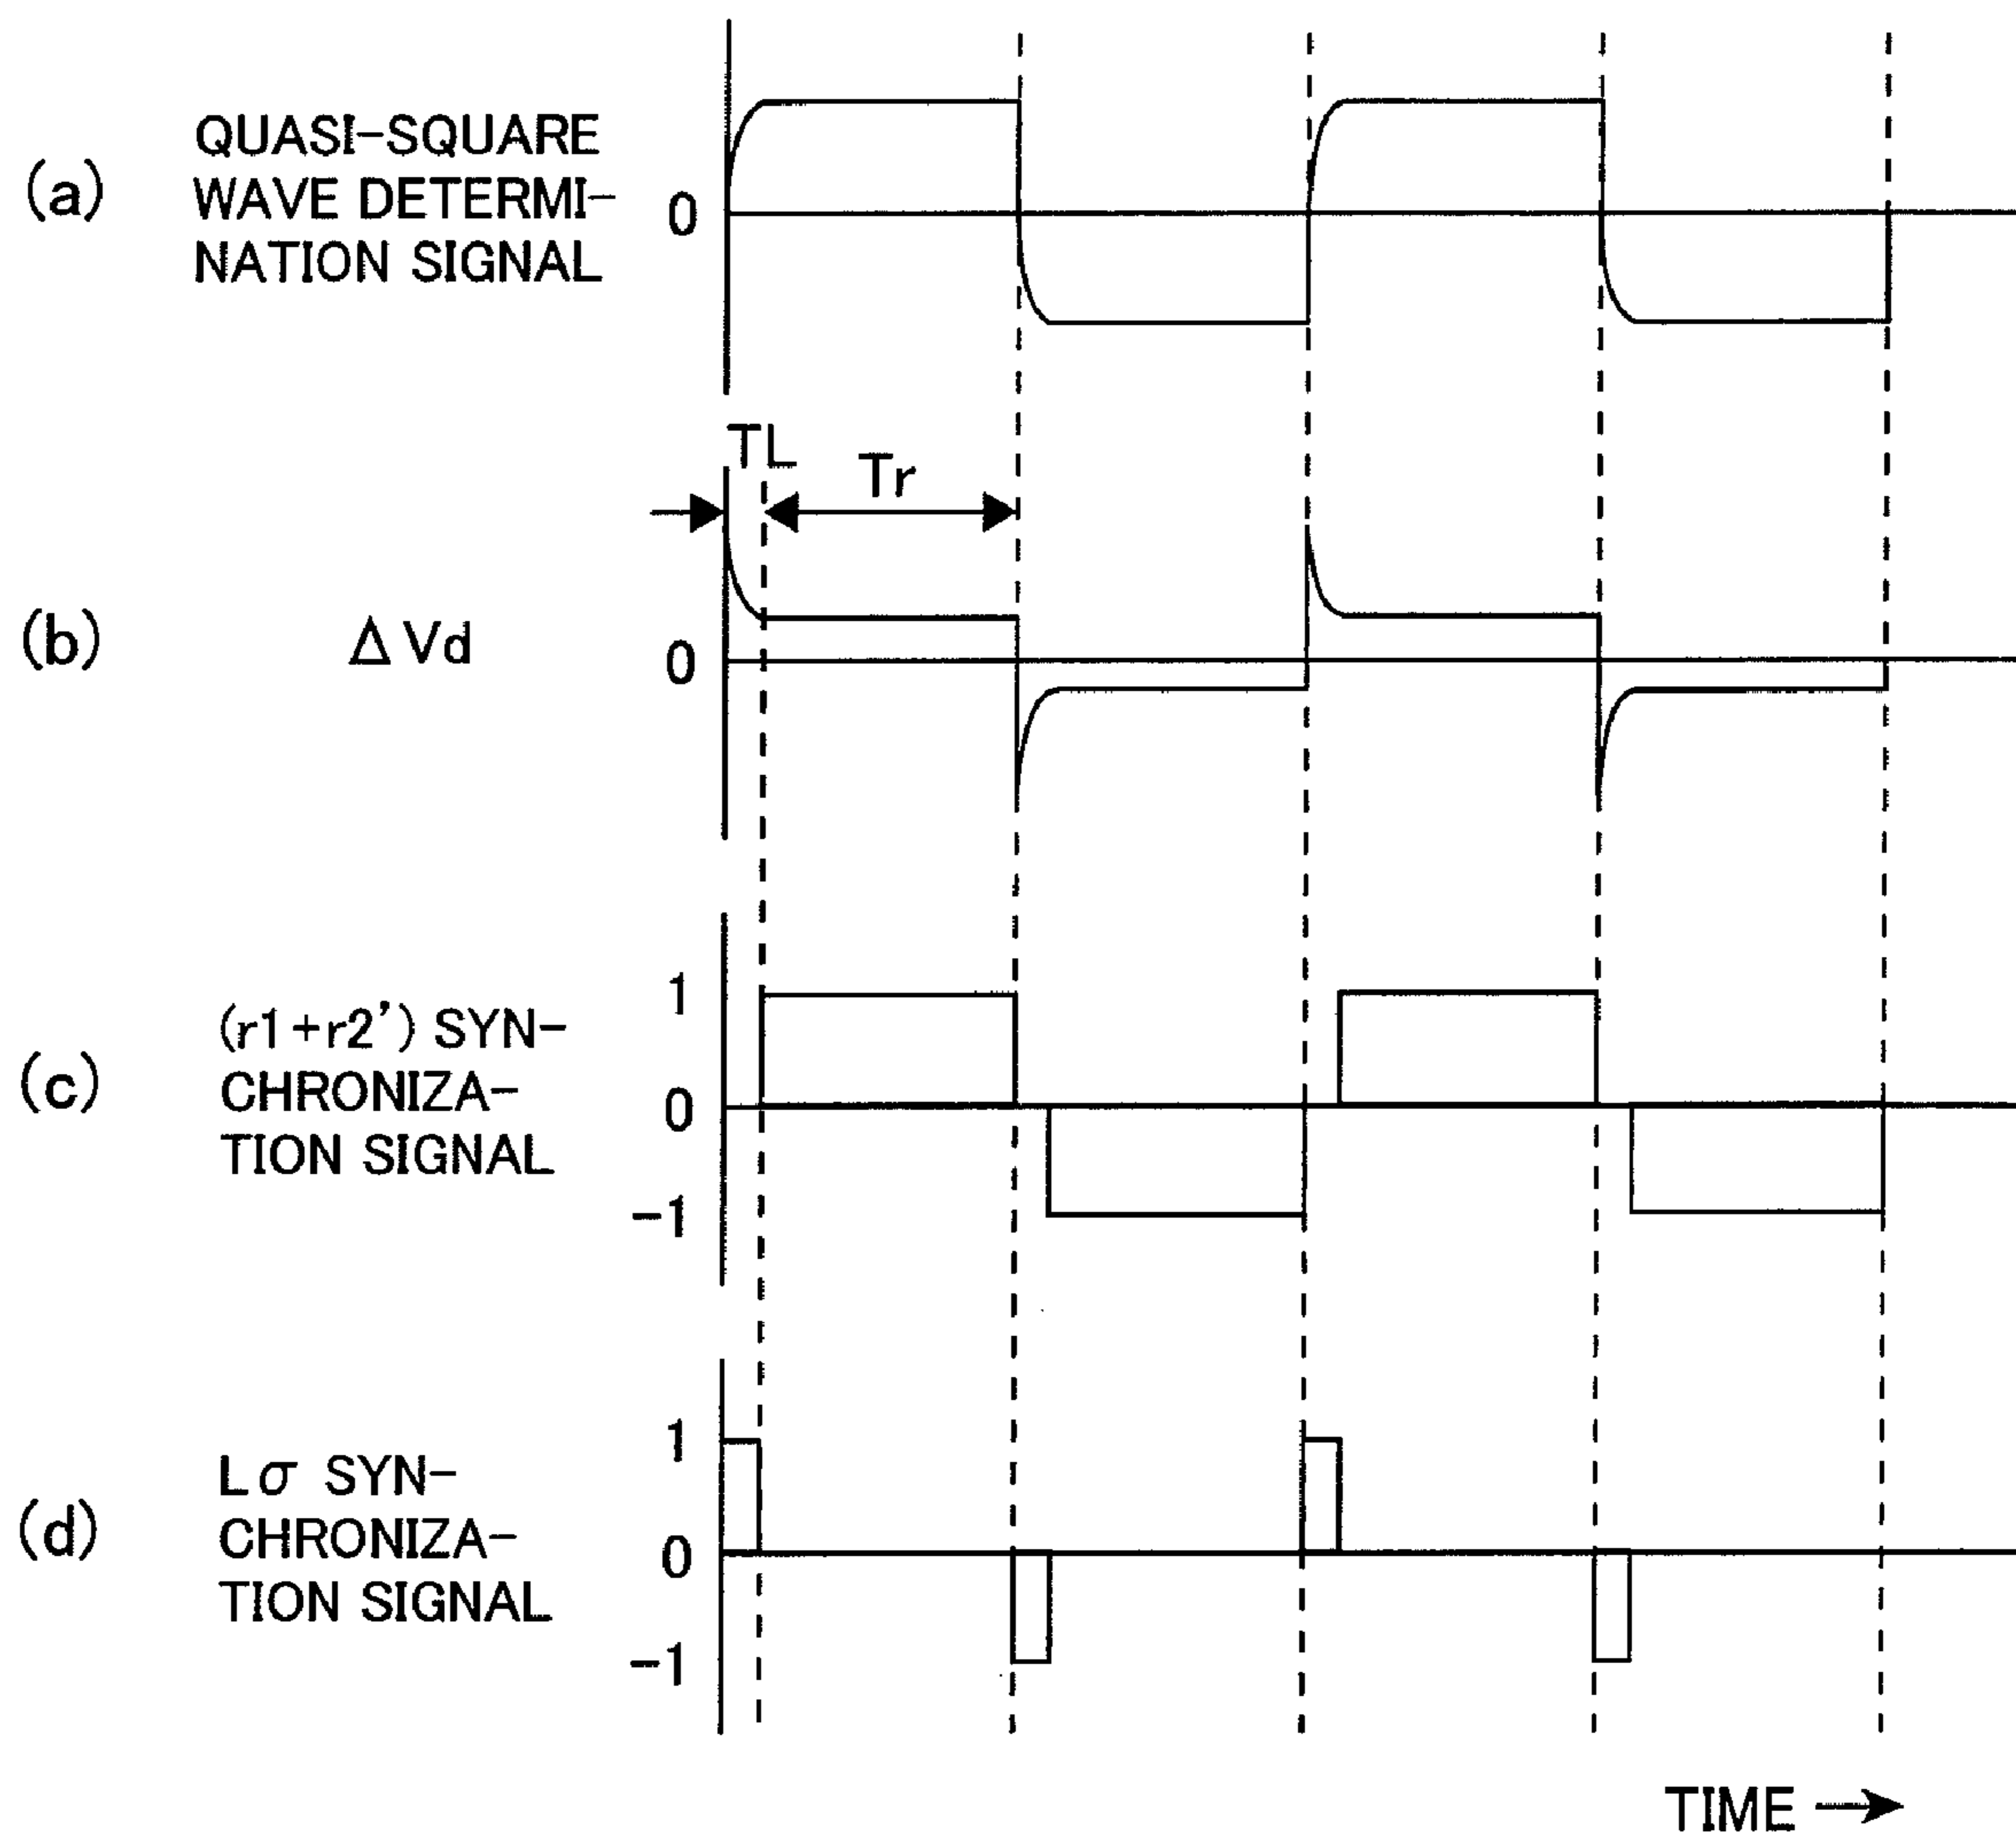 (a)
QUASI-SQUARE
WAVE DETERMI-
NATION SIGNAL
0
TL
Tr
(b)
ΔVd
0
(c)
(r1+r2') SYN-
CHRONIZA-
TION SIGNAL
1
0
-1
(d)
Lσ SYN-
CHRONIZA-
TION SIGNAL
1
0
-1
TIME